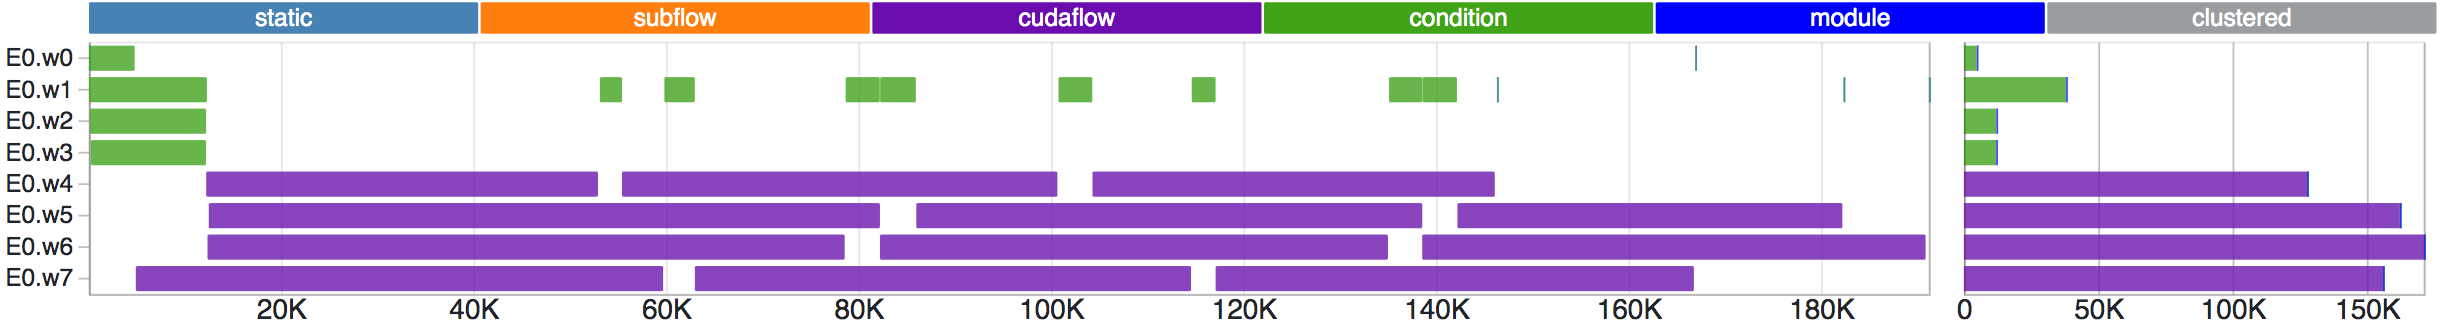 static subflow cudaflow condition module clustered
E0.w0
E0.w1
E0.w2
E0.w3
E0.w4
E0.w5
E0.w6
E0.w7
20K 40K 60K 80K 100K 120K 140K 160K 180K 0 50K 100K 150K